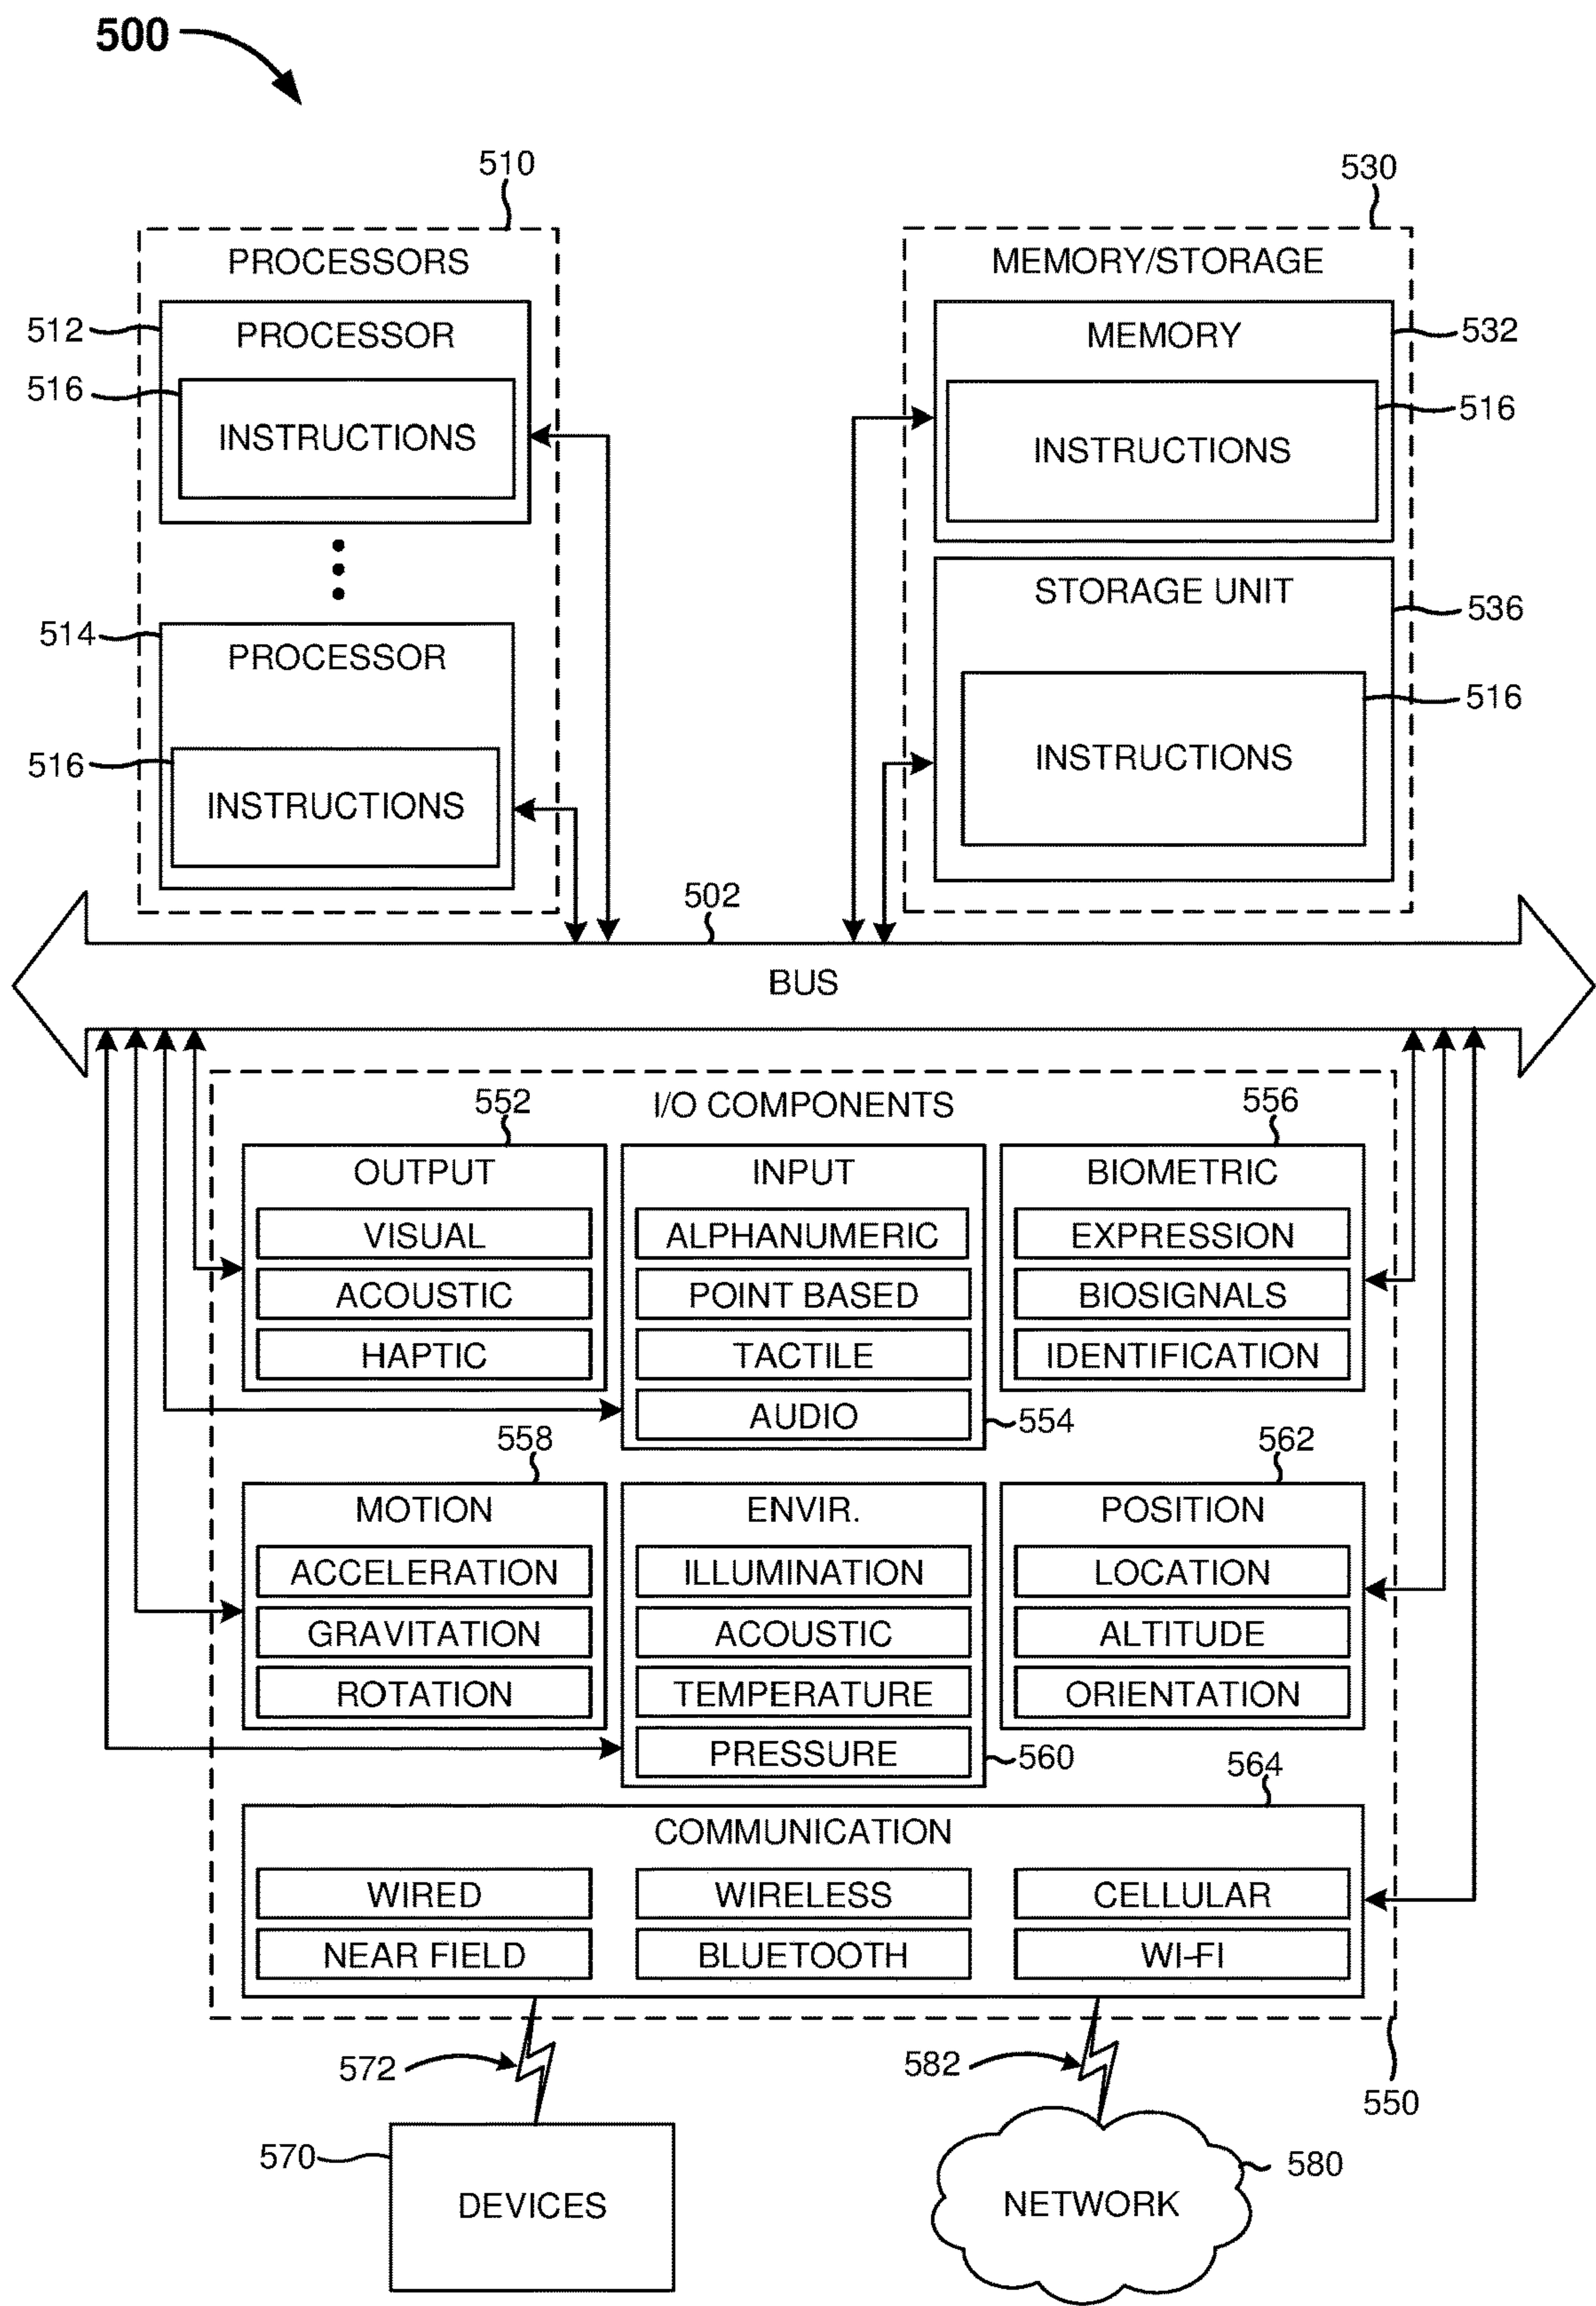 500
510
530
PROCESSORS
MEMORY/STORAGE
512
PROCESSOR
MEMORY
532
516
INSTRUCTIONS
INSTRUCTIONS
516
514
PROCESSOR
STORAGE UNIT
536
516
INSTRUCTIONS
INSTRUCTIONS
516
502
BUS
I/O COMPONENTS
552
556
OUTPUT
VISUAL
ACOUSTIC
HAPTIC
INPUT
ALPHANUMERIC
POINT BASED
TACTILE
AUDIO
554
BIOMETRIC
EXPRESSION
BIOSIGNALS
IDENTIFICATION
558
562
MOTION
ACCELERATION
GRAVITATION
ROTATION
ENVIR.
ILLUMINATION
ACOUSTIC
TEMPERATURE
PRESSURE
560
POSITION
LOCATION
ALTITUDE
ORIENTATION
564
COMMUNICATION
WIRED
WIRELESS
CELLULAR
NEAR FIELD
BLUETOOTH
WI-FI
572
582
550
570
DEVICES
NETWORK
580